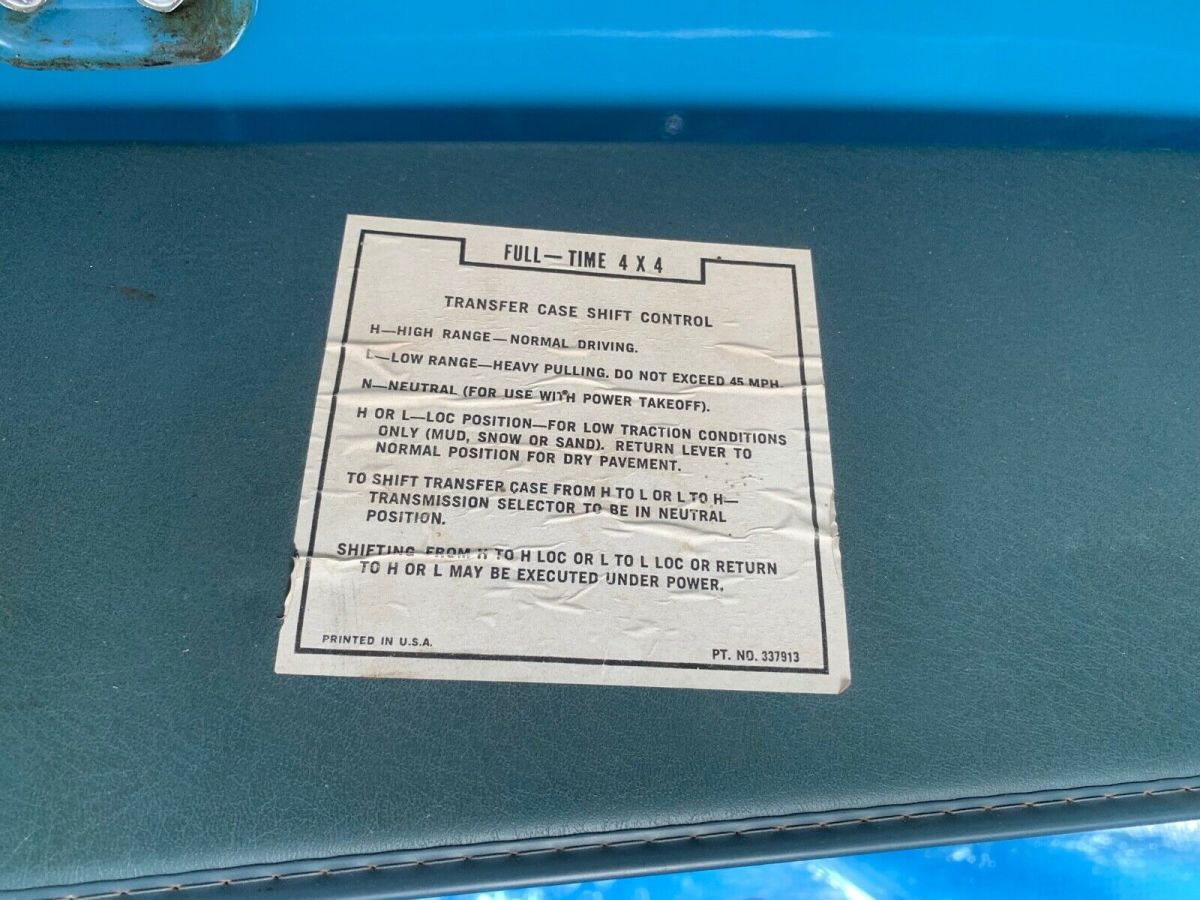 FULL—TIME 4 X 4
TRANSFER CASE SHIFT CONTROL
H—HIGH RANGE—NORMAL DRIVING.
L—LOW RANGE—HEAVY PULLING. DO NOT EXCEED 45 MPH.
N—NEUTRAL (FOR USE WITH POWER TAKEOFF).
H OR L—LOC POSITION—FOR LOW TRACTION CONDITIONS
ONLY (MUD, SNOW OR SAND). RETURN LEVER TO
NORMAL POSITION FOR DRY PAVEMENT.
TO SHIFT TRANSFER CASE FROM H TO L OR L TO H—
TRANSMISSION SELECTOR TO BE IN NEUTRAL
POSITION.
SHIFTING FROM H TO H LOC OR L TO L LOC OR RETURN
TO H OR L MAY BE EXECUTED UNDER POWER.
PRINTED IN U.S.A.
PT. NO. 337913